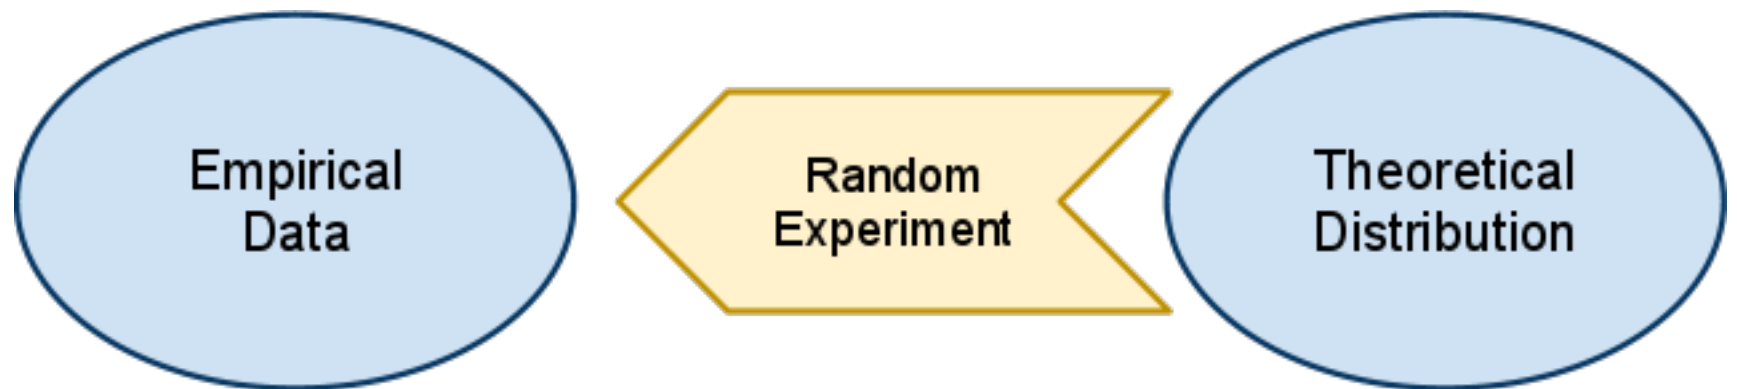 Empirical
Data
Random
Experiment
Theoretical
Distribution